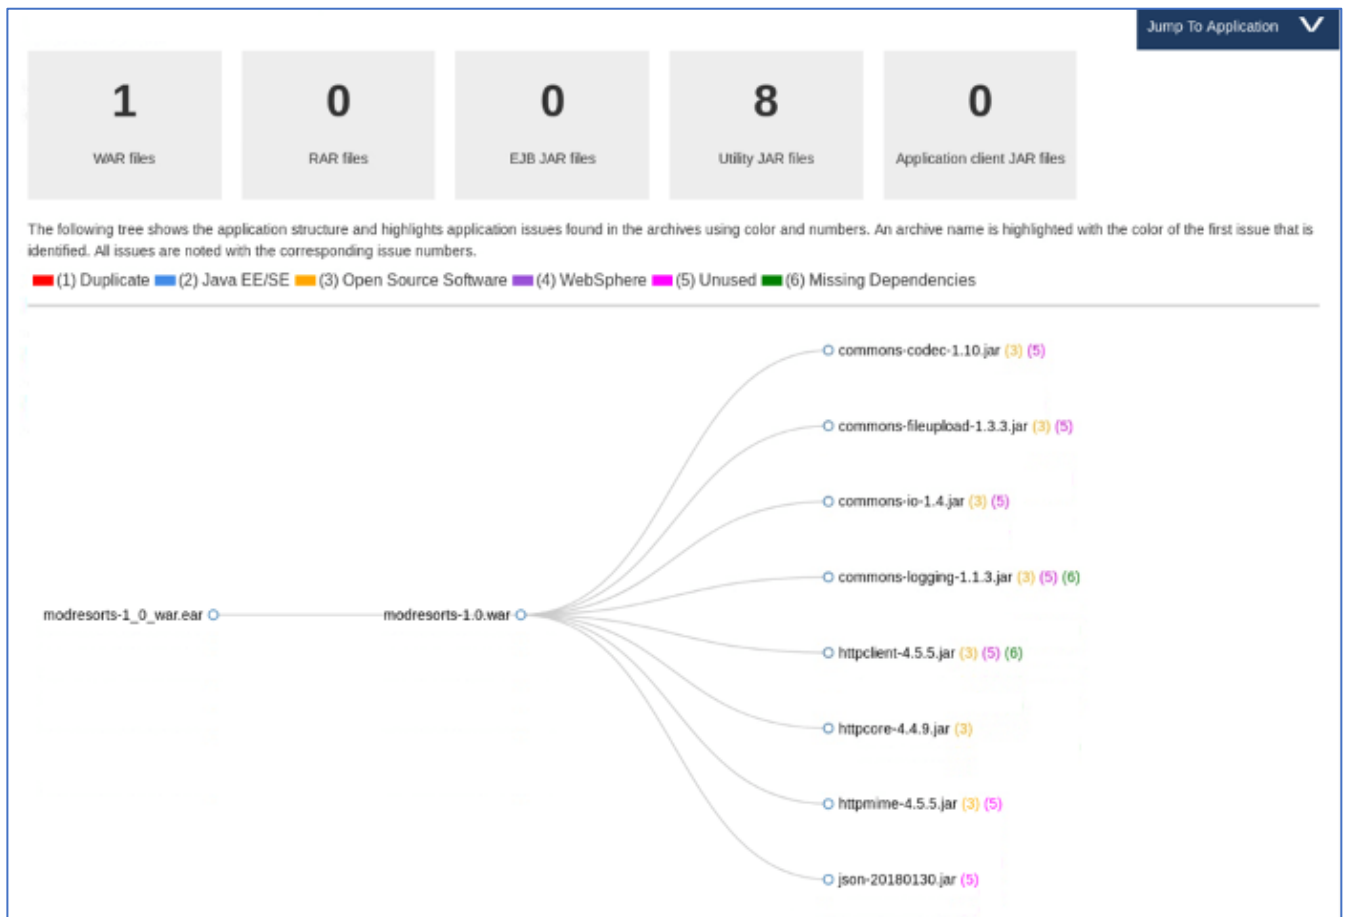 Jump To Application
1 0 0 8 0
WAR files RAR files EJB JAR files Utility JAR files Application client JAR files
The following tree shows the application structure and highlights application issues found in the archives using color and numbers. An archive name is highlighted with the color of the first issue that is
identified. All issues are noted with the corresponding issue numbers.
(1) Duplicate (2) Java EE/SE (3) Open Source Software (4) WebSphere (5) Unused (6) Missing Dependencies
commons-codec-1.10.jar (3) (5)
commons-fileupload-1.3.3.jar (3) (5)
commons-io-1.4.jar (3) (5)
commons-logging-1.1.3.jar (3) (5) (6)
modresorts-1_0_war.ear modresorts-1.0.war
httpclient-4.5.5.jar (3) (5) (6)
httpcore-4.4.9.jar (3)
httpmime-4.5.5.jar (3) (5)
json-20180130.jar (5)